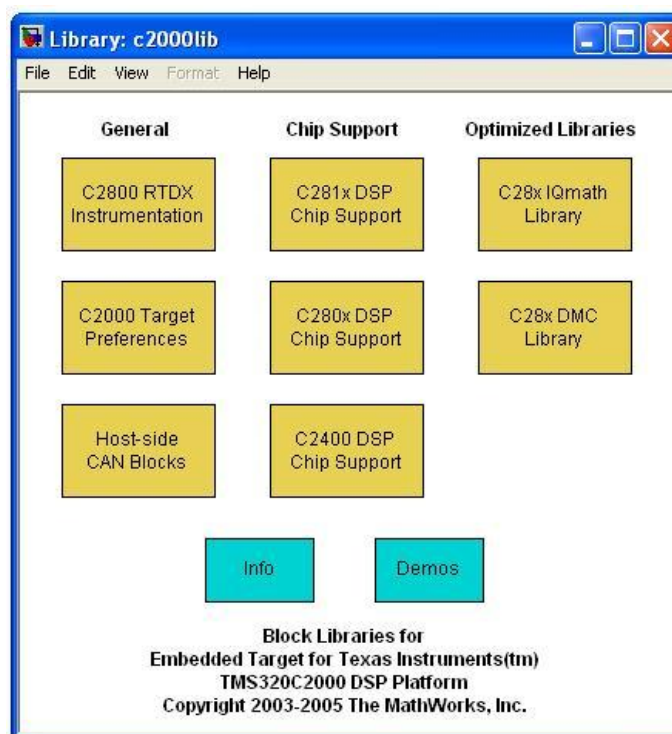 Library: c2000lib
File Edit View Format Help
General Chip Support Optimized Libraries
C2800 RTDX
Instrumentation
C281x DSP
Chip Support
C28x IQmath
Library
C2000 Target
Preferences
C280x DSP
Chip Support
C28x DMC
Library
Host-side
CAN Blocks
C2400 DSP
Chip Support
Info
Demos
Block Libraries for
Embedded Target for Texas Instruments(tm)
TMS320C2000 DSP Platform
Copyright 2003-2005 The MathWorks, Inc.